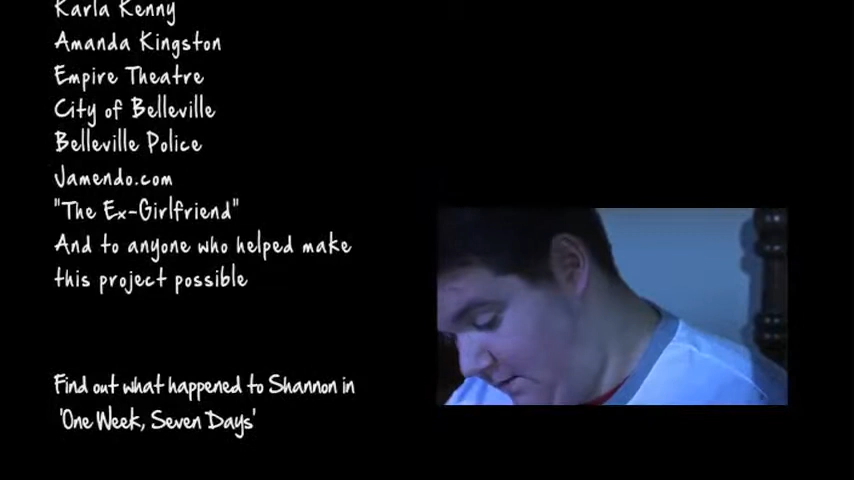 Karla Kenny
Amanda Kingston
Empire Theatre
City of Belleville
Belleville Police
Jamendo.com
"The Ex-Girlfriend"
And to anyone who helped make
this project possible
Find out what happened to Shannon in
'One Week, Seven Days'